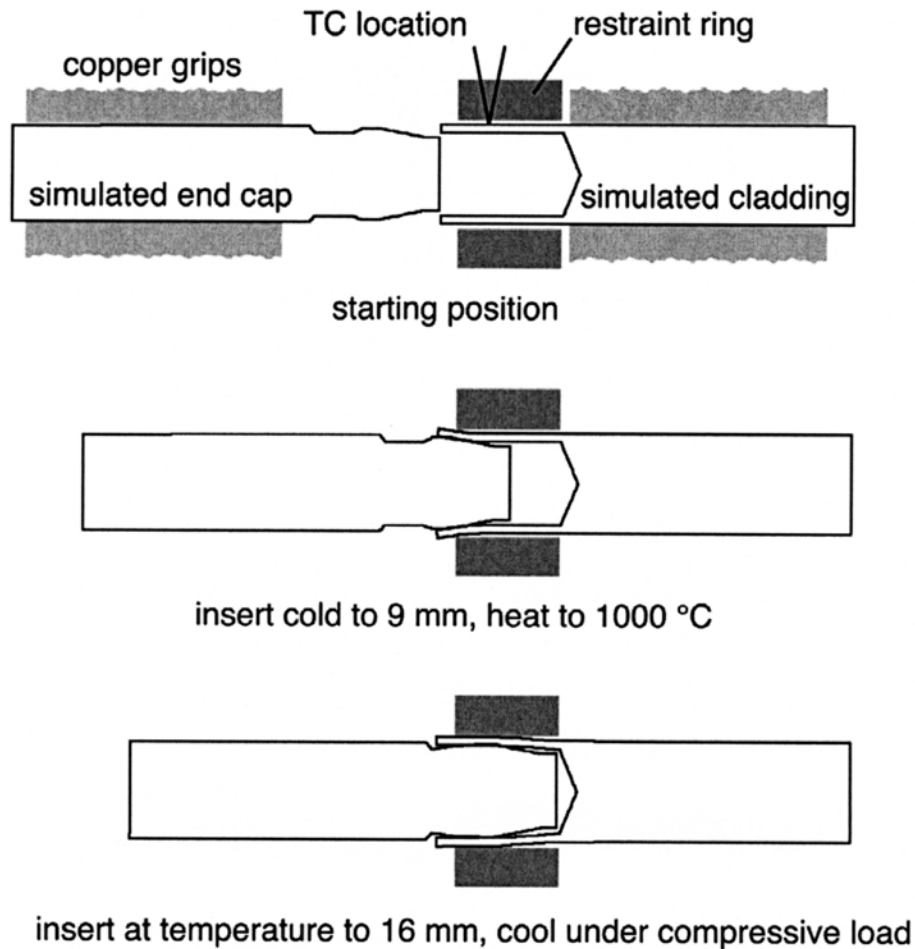 TC location
restraint ring
copper grips
simulated end cap
simulated cladding
starting position
insert cold to 9 mm, heat to 1000 °C
insert at temperature to 16 mm, cool under compressive load